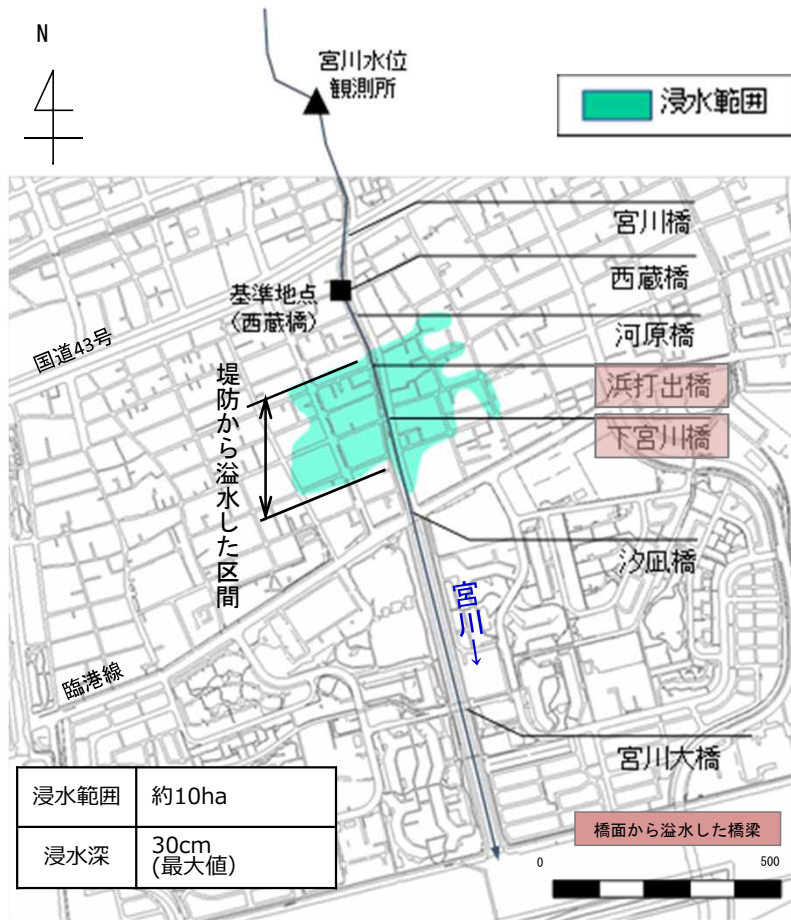 N
宮川水位
観測所
浸水範囲
宮川橋
西蔵橋
基準地点
(西蔵橋)
河原橋
国道43号
浜打出橋
下宮川橋
堤防から溢水した区間
汐凪橋
宮川→
臨港線
宮川大橋
浸水範囲 約10ha
浸水深 30cm
(最大値)
橋面から溢水した橋梁
0 500